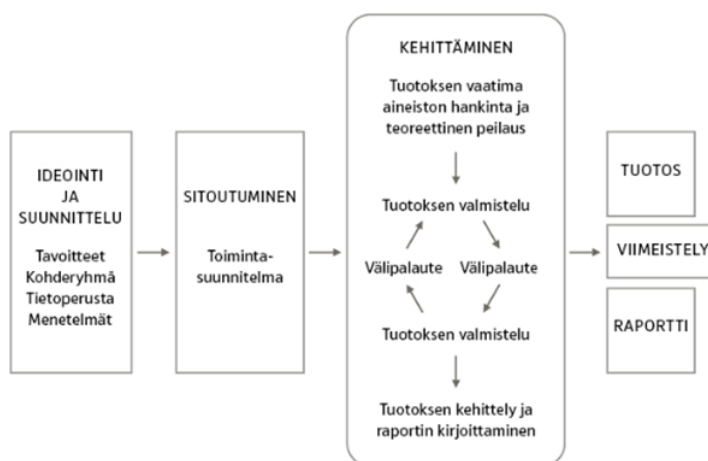 IDEOINTI
JA
SUUNNITTELU
Tavoitteet
Kohderyhmä
Tietoperusta
Menetelmät
SITOUTUMINEN
Toiminta-
suunnitelma
KEHITTÄMINEN
Tuotoksen vaatima
aineiston hankinta ja
teoreettinen peilaus
Tuotoksen valmistelu
Välipalaute
Välipalaute
Tuotoksen valmistelu
Tuotoksen kehittely ja
raportin kirjoittaminen
TUOTOS
VIIMEISTELY
RAPORTTI